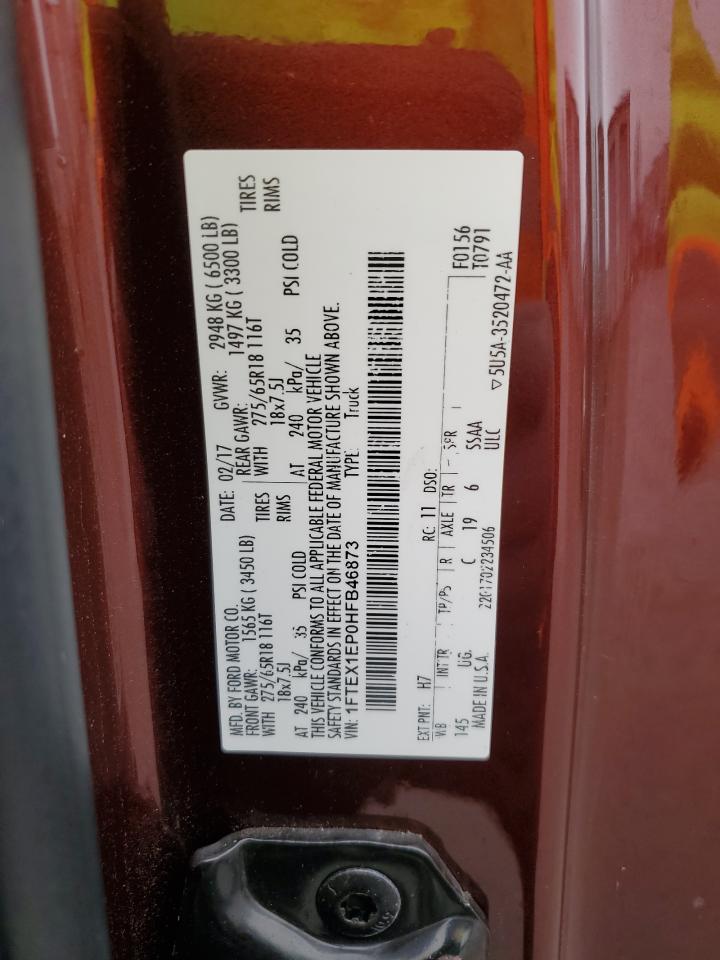 MFD. BY FORD MOTOR CO.
DATE: 02/17 GVWR: 2948 KG ( 6500 LB)
FRONT GAWR: 1565 KG ( 3450 LB) REAR GAWR: 1497 KG ( 3300 LB)
WITH 275/65R18 116T TIRES WITH 275/65R18 116T TIRES
18x7.5J RIMS 18x7.5J RIMS
AT 240 kPa/ 35 PSI COLD AT 240 kPa/ 35 PSI COLD
THIS VEHICLE CONFORMS TO ALL APPLICABLE FEDERAL MOTOR VEHICLE
SAFETY STANDARDS IN EFFECT ON THE DATE OF MANUFACTURE SHOWN ABOVE.
VIN: 1FTEX1EP0HFB46873 TYPE: Truck
EXT PNT: H7 RC: 11 DSO: F0156
WB INT TR TP/PS R AXLE TR SPR T0791
145 UG C 19 6 SSAA ▽5U5A-3520472-AA
MADE IN U.S.A. ULC